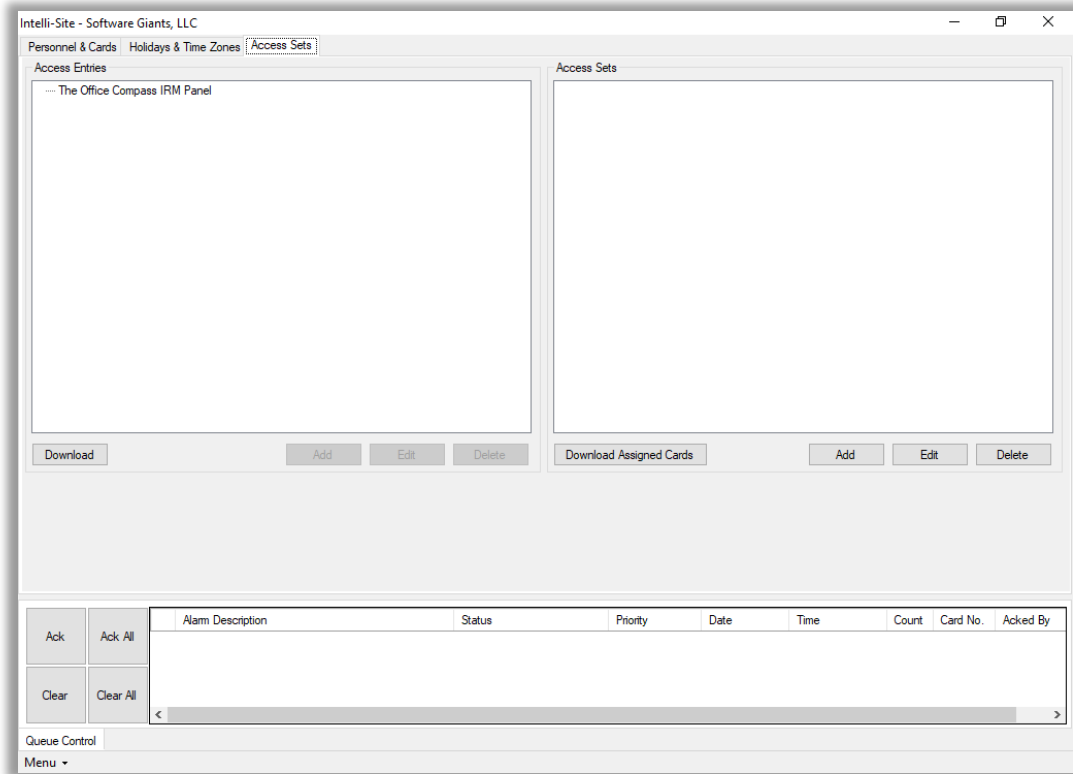 Intelli-Site - Software Giants, LLC
Personnel & Cards Holidays & Time Zones Access Sets
Access Entries
The Office Compass IRM Panel
Download Add Edit Delete
Access Sets
Download Assigned Cards Add Edit Delete
Ack Ack All
Clear Clear All
Alarm Description Status Priority Date Time Count Card No. Acked By
Queue Control
Menu